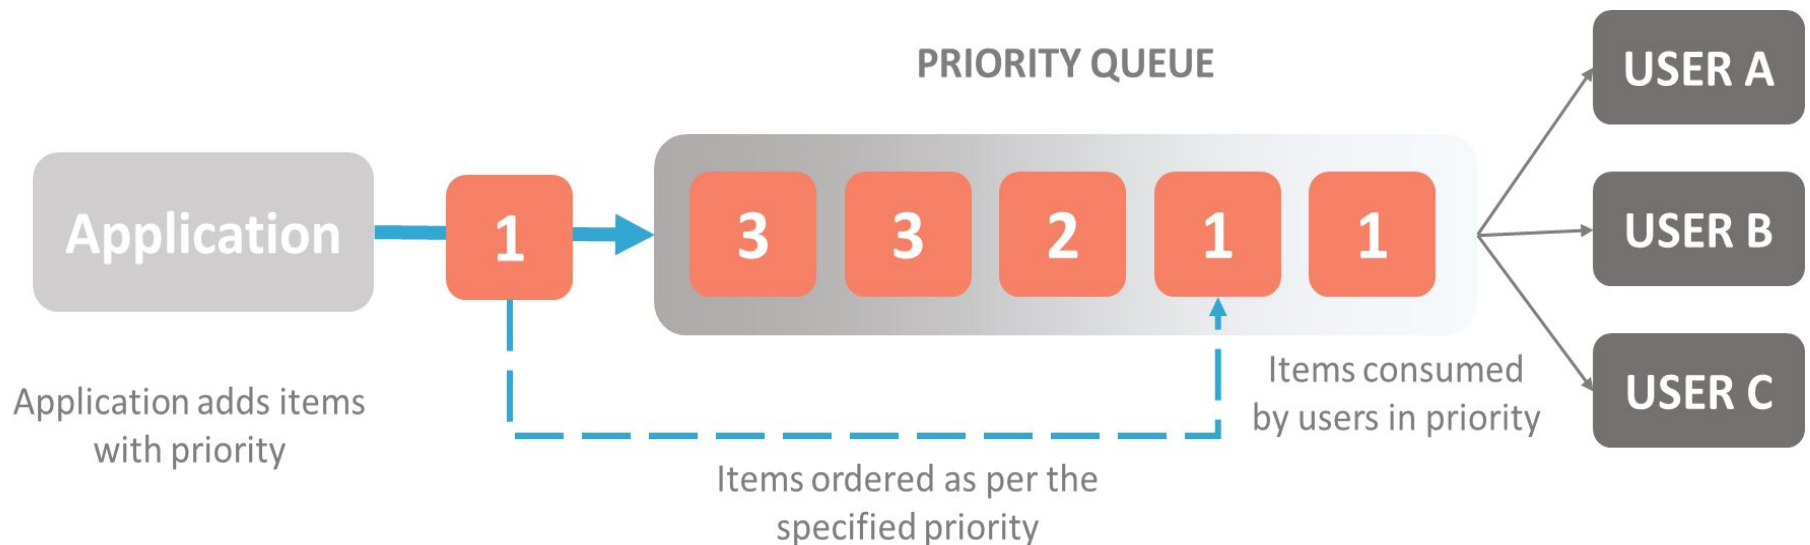 PRIORITY QUEUE
Application
1
3
3
2
1
1
USER A
USER B
USER C
Application adds items
with priority
Items ordered as per the
specified priority
Items consumed
by users in priority